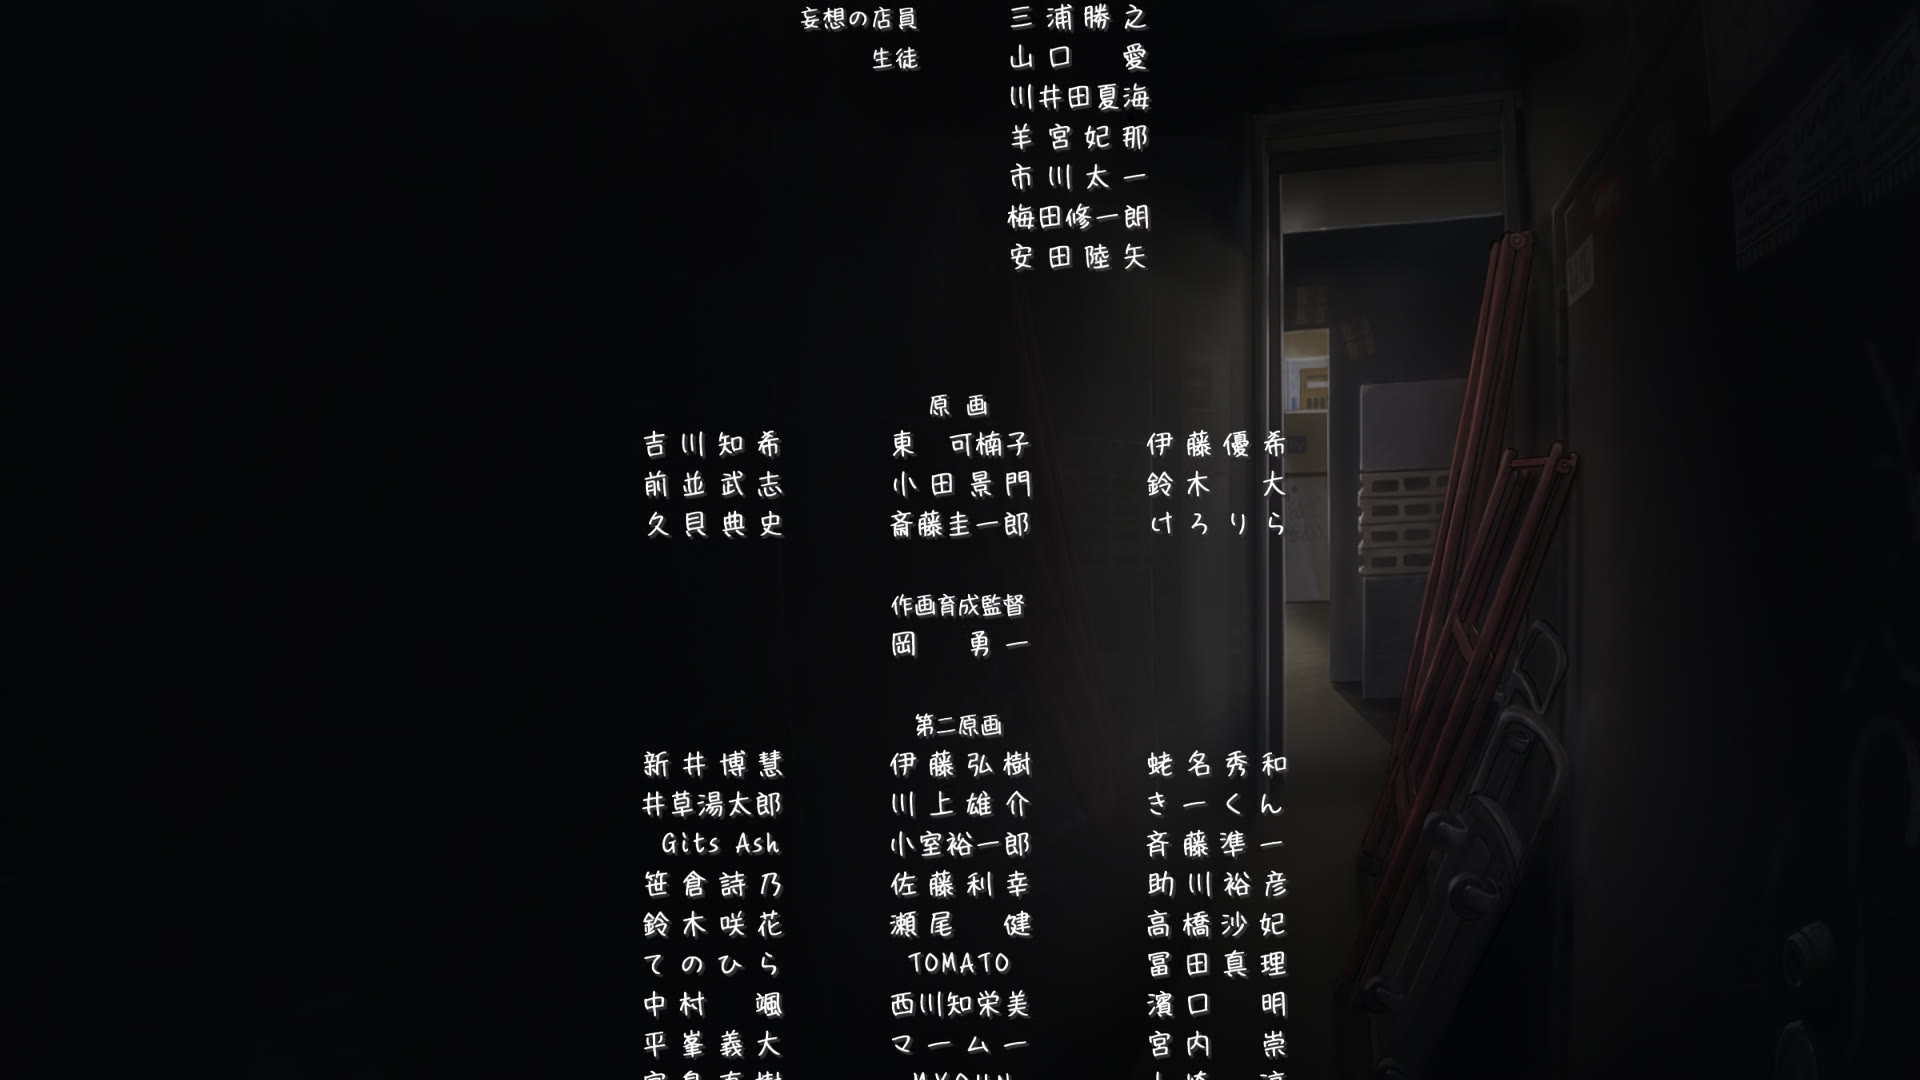 妄想の店員 三浦勝之
生徒 山口 愛
川井田夏海
羊宮妃那
市川太一
梅田修一朗
安田陸矢
原画
吉川知希 東 可楠子 伊藤優希
前並武志 小田景門 鈴木 大
久貝典史 斎藤圭一郎 けろりら
作画育成監督
岡 勇一
第二原画
新井博慧 伊藤弘樹 蛯名秀和
井草湯太郎 川上雄介 きーくん
Gits Ash 小室裕一郎 斉藤準一
笹倉詩乃 佐藤利幸 助川裕彦
鈴木咲花 瀬尾 健 高橋沙妃
てのひら TOMATO 冨田真理
中村 颯 西川知栄美 濱口 明
平峯義大 マームー 宮内 崇